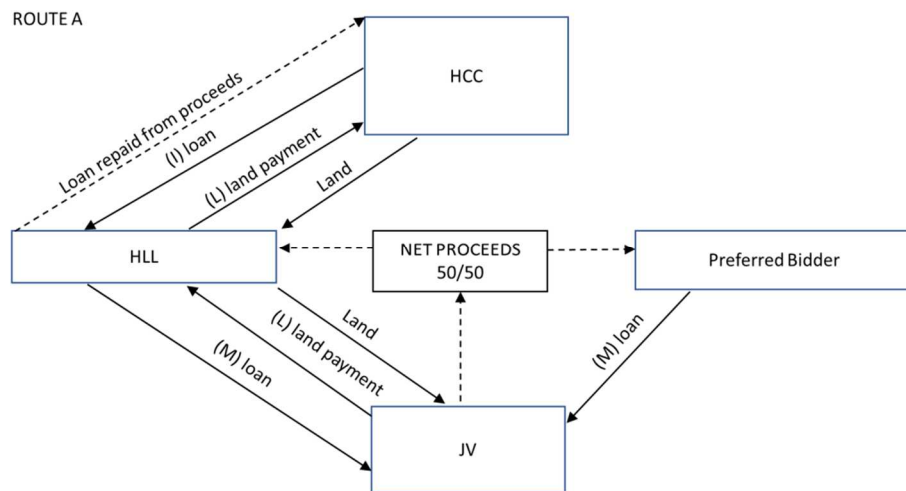 ROUTE A
HCC
Loan repaid from proceeds
(I) loan
(L) land payment
Land
HLL
NET PROCEEDS
50/50
Preferred Bidder
(M) loan
(L) land payment
Land
(M) loan
JV